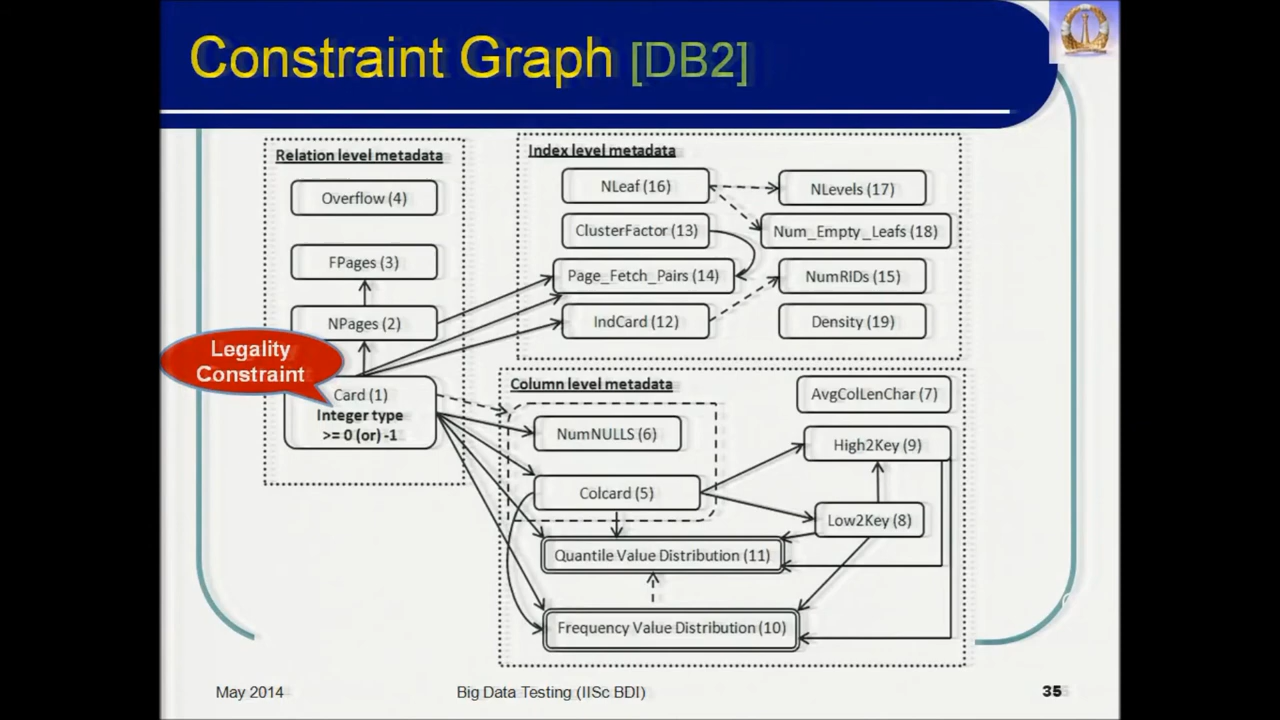 Constraint Graph [DB2]
Relation level metadata
Overflow (4)
FPages (3)
NPages (2)
Legality
Constraint
Card (1)
Integer type
>= 0 (or) -1
Index level metadata
NLeaf (16)
NLevels (17)
ClusterFactor (13)
Num_Empty_Leafs (18)
Page_Fetch_Pairs (14)
NumRIDs (15)
IndCard (12)
Density (19)
Column level metadata
AvgColLenChar (7)
NumNULLS (6)
High2Key (9)
Colcard (5)
Low2Key (8)
Quantile Value Distribution (11)
Frequency Value Distribution (10)
May 2014
Big Data Testing (IISc BDI)
35